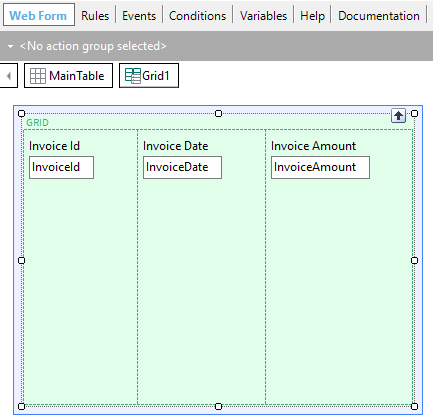 Web Form Rules Events Conditions Variables Help Documentation
<No action group selected>
MainTable Grid1
GRID
Invoice Id Invoice Date Invoice Amount
InvoiceId InvoiceDate InvoiceAmount